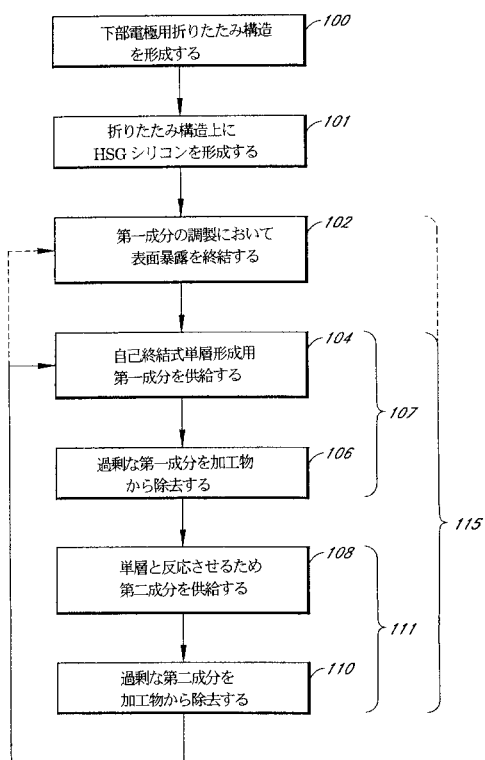 100
下部電極用折りたたみ構造
を形成する
101
折りたたみ構造上に
HSG シリコンを形成する
102
第一成分の調製において
表面暴露を終結する
104
自己終結式単層形成用
第一成分を供給する
107
106
過剰な第一成分を加工物
から除去する
115
108
単層と反応させるため
第二成分を供給する
111
110
過剰な第二成分を
加工物から除去する